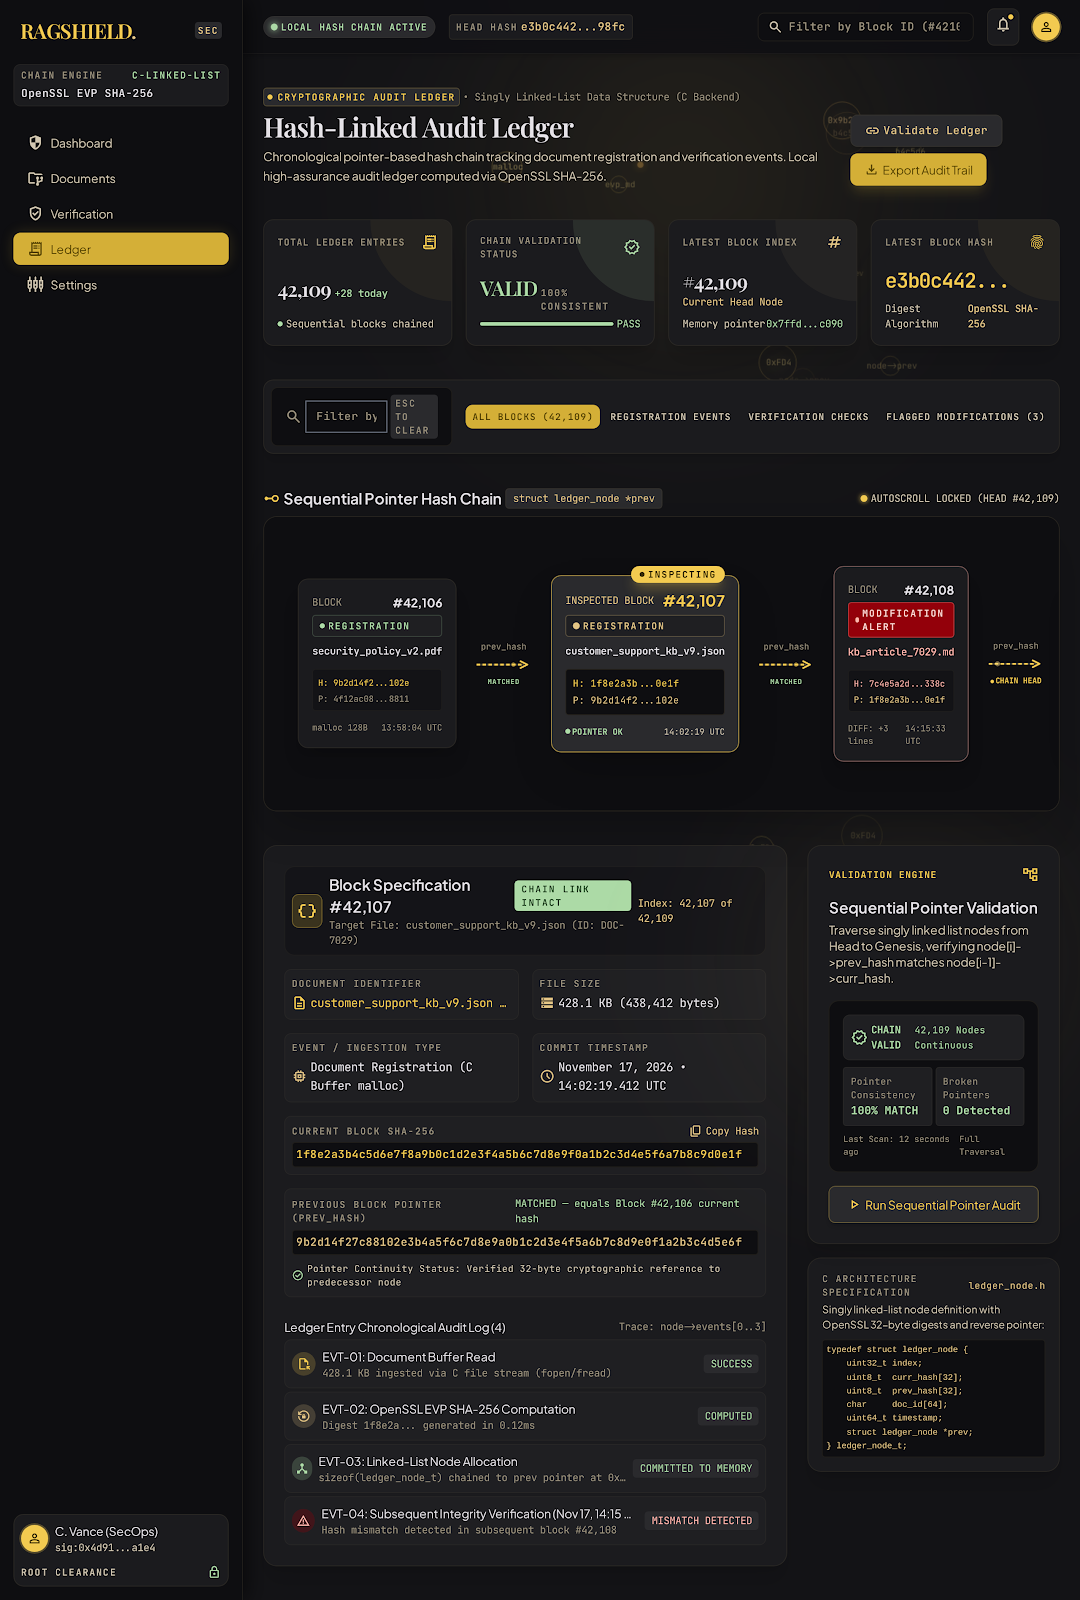 RAGSHIELD.
SEC
CHAIN ENGINE
C-LINKED-LIST
OpenSSL EVP SHA-256
Dashboard
Documents
Verification
Ledger
Settings
C. Vance (SecOps)
sig:0x4d91...a1e4
ROOT CLEARANCE
LOCAL HASH CHAIN ACTIVE
HEAD HASH e3b0c442...98fc
Filter by Block ID (#4210
CRYPTOGRAPHIC AUDIT LEDGER • Singly Linked-List Data Structure (C Backend)
Hash-Linked Audit Ledger
Chronological pointer-based hash chain tracking document registration and verification events. Local
high-assurance audit ledger computed via OpenSSL SHA-256.
Validate Ledger
Export Audit Trail
malloc
evp_md
TOTAL LEDGER ENTRIES
42,109 +28 today
Sequential blocks chained
CHAIN VALIDATION
STATUS
VALID 100%
CONSISTENT
PASS
LATEST BLOCK INDEX
#
#42,109
Current Head Node
Memory pointer 0x7ffd...c090
LATEST BLOCK HASH
e3b0c442...
Digest
Algorithm
OpenSSL SHA-
256
0xFD4
node→prev
Filter by
ESC
TO
CLEAR
ALL BLOCKS (42,109)
REGISTRATION EVENTS
VERIFICATION CHECKS
FLAGGED MODIFICATIONS (3)
Sequential Pointer Hash Chain
struct ledger_node *prev
AUTOSCROLL LOCKED (HEAD #42,109)
BLOCK #42,106
REGISTRATION
security_policy_v2.pdf
H: 9b2d14f2...102e
P: 4f12ac08...8811
malloc 128B 13:58:04 UTC
prev_hash
MATCHED
INSPECTING
INSPECTED BLOCK #42,107
REGISTRATION
customer_support_kb_v9.json
H: 1f8e2a3b...0e1f
P: 9b2d14f2...102e
POINTER OK 14:02:19 UTC
prev_hash
MATCHED
BLOCK #42,108
MODIFICATION
ALERT
kb_article_7029.md
H: 7c4e5a2d...338c
P: 1f8e2a3b...0e1f
DIFF: +3
lines
14:15:33
UTC
prev_hash
CHAIN HEAD
0xFD4
{}
Block Specification
#42,107
Target File: customer_support_kb_v9.json (ID: DOC-
7029)
CHAIN LINK
INTACT
Index: 42,107 of
42,109
DOCUMENT IDENTIFIER
customer_support_kb_v9.json …
FILE SIZE
428.1 KB (438,412 bytes)
EVENT / INGESTION TYPE
Document Registration (C
Buffer malloc)
COMMIT TIMESTAMP
November 17, 2026 •
14:02:19.412 UTC
CURRENT BLOCK SHA-256
Copy Hash
1f8e2a3b4c5d6e7f8a9b0c1d2e3f4a5b6c7d8e9f0a1b2c3d4e5f6a7b8c9d0e1f
PREVIOUS BLOCK POINTER
(PREV_HASH)
MATCHED — equals Block #42,106 current
hash
9b2d14f27c88102e3b4a5f6c7d8e9a0b1c2d3e4f5a6b7c8d9e0f1a2b3c4d5e6f
Pointer Continuity Status: Verified 32-byte cryptographic reference to
predecessor node
Ledger Entry Chronological Audit Log (4)
Trace: node→events[0..3]
EVT-01: Document Buffer Read
428.1 KB ingested via C file stream (fopen/fread)
SUCCESS
EVT-02: OpenSSL EVP SHA-256 Computation
Digest 1f8e2a... generated in 0.12ms
COMPUTED
EVT-03: Linked-List Node Allocation
sizeof(ledger_node_t) chained to prev pointer at 0x…
COMMITTED TO MEMORY
EVT-04: Subsequent Integrity Verification (Nov 17, 14:15 …
Hash mismatch detected in subsequent block #42,108
MISMATCH DETECTED
VALIDATION ENGINE
Sequential Pointer Validation
Traverse singly linked list nodes from
Head to Genesis, verifying node[i]-
>prev_hash matches node[i-1]-
>curr_hash.
CHAIN
VALID
42,109 Nodes
Continuous
Pointer
Consistency
100% MATCH
Broken
Pointers
0 Detected
Last Scan: 12 seconds
ago
Full
Traversal
Run Sequential Pointer Audit
C ARCHITECTURE
SPECIFICATION
ledger_node.h
Singly linked-list node definition with
OpenSSL 32-byte digests and reverse pointer:
typedef struct ledger_node {
uint32_t index;
uint8_t curr_hash[32];
uint8_t prev_hash[32];
char doc_id[64];
uint64_t timestamp;
struct ledger_node *prev;
} ledger_node_t;